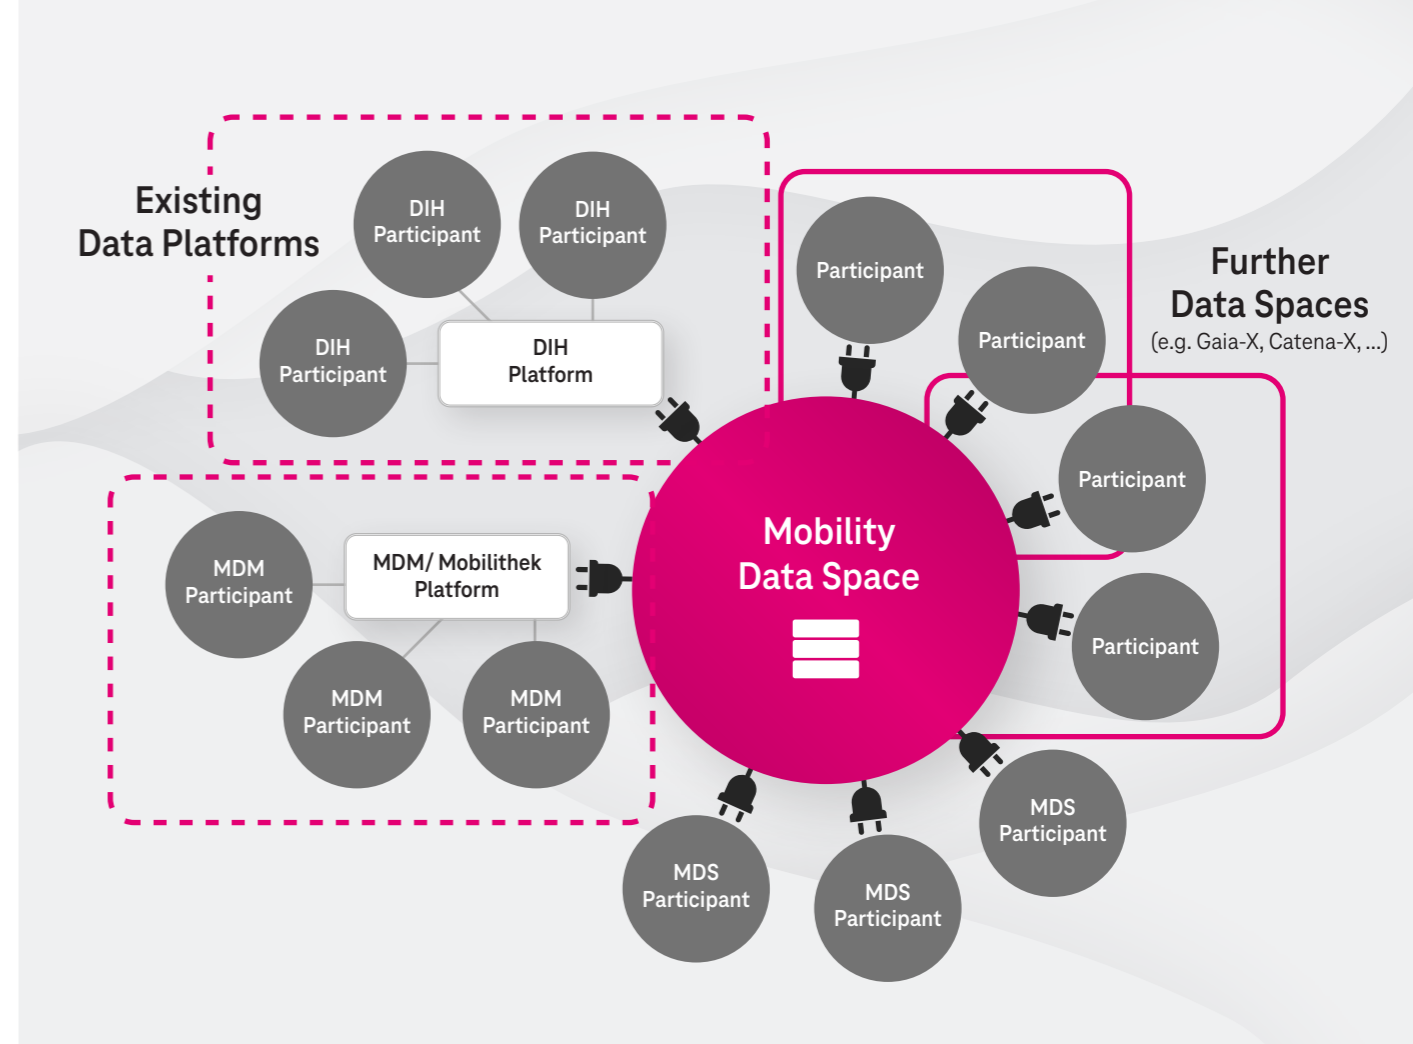 Existing
Data Platforms
DIH
Participant
DIH
Participant
DIH
Participant
DIH
Platform
MDM
Participant
MDM/ Mobilithek
Platform
MDM
Participant
MDM
Participant
Mobility
Data Space
Participant
Participant
Participant
Participant
Further
Data Spaces
(e.g. Gaia-X, Catena-X, ...)
MDS
Participant
MDS
Participant
MDS
Participant